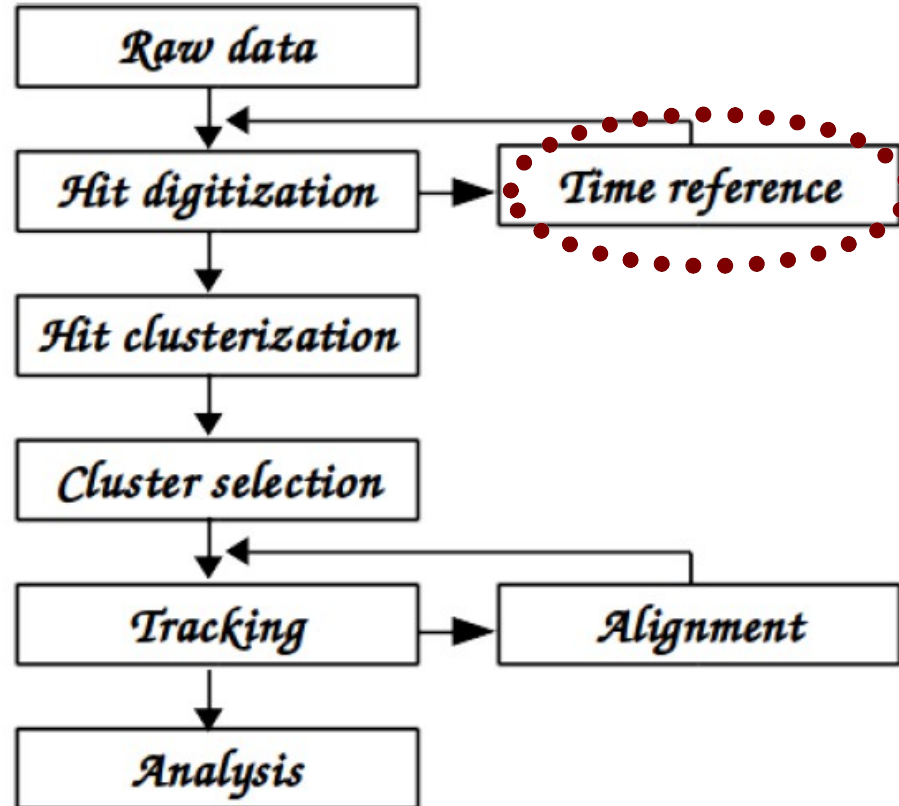 Raw data
Hit digitization
Time reference
Hit clusterization
Cluster selection
Tracking
Alignment
Analysis